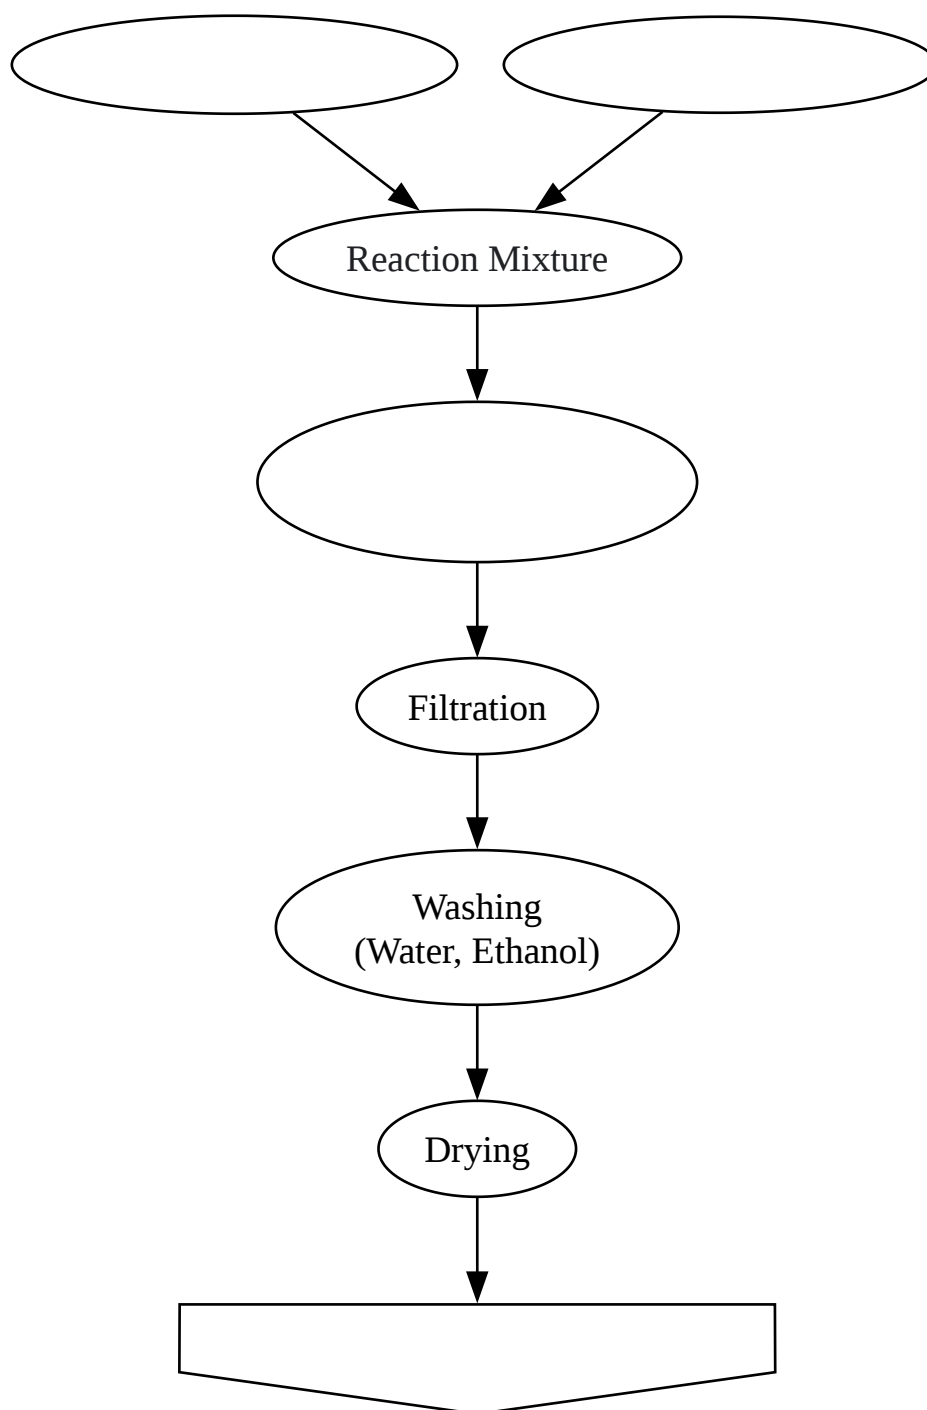 Reaction Mixture
Filtration
Washing
(Water, Ethanol)
Drying